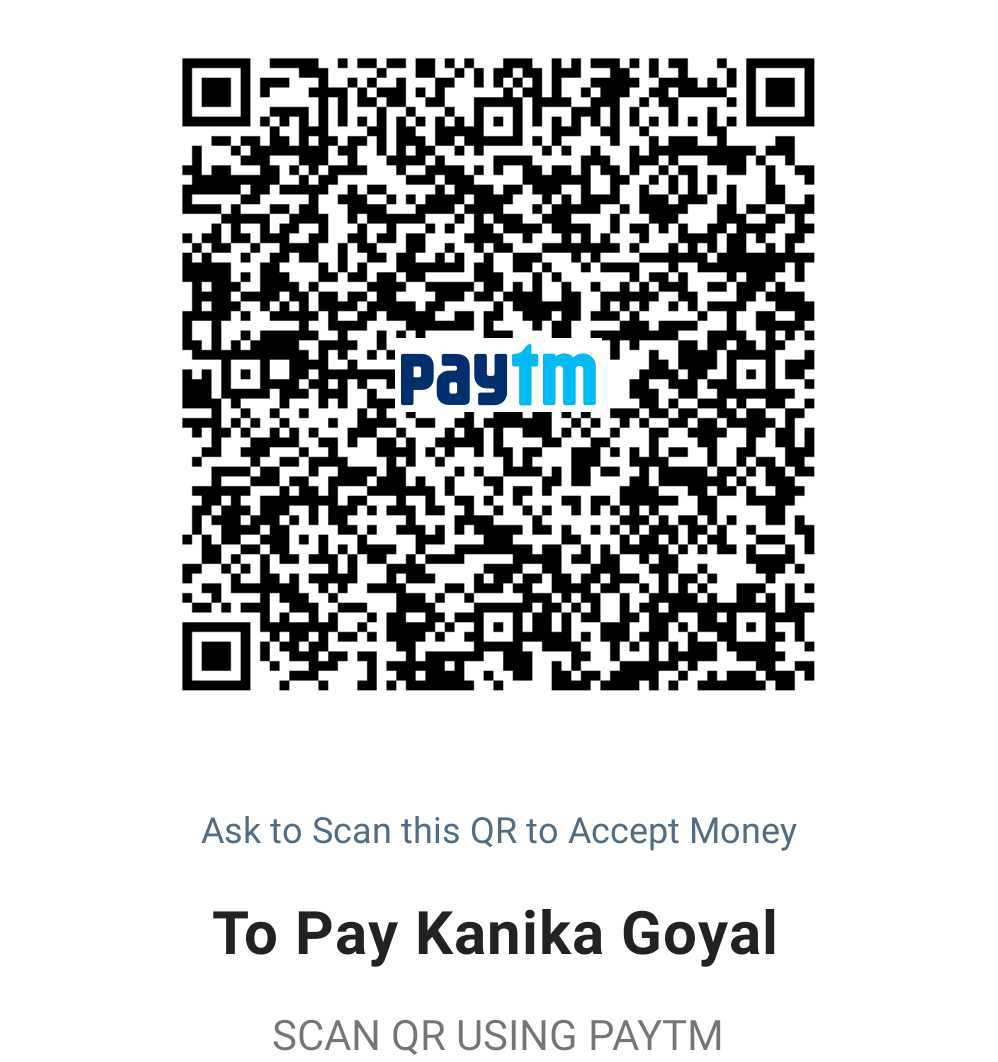 paytm
Ask to Scan this QR to Accept Money
To Pay Kanika Goyal
SCAN QR USING PAYTM